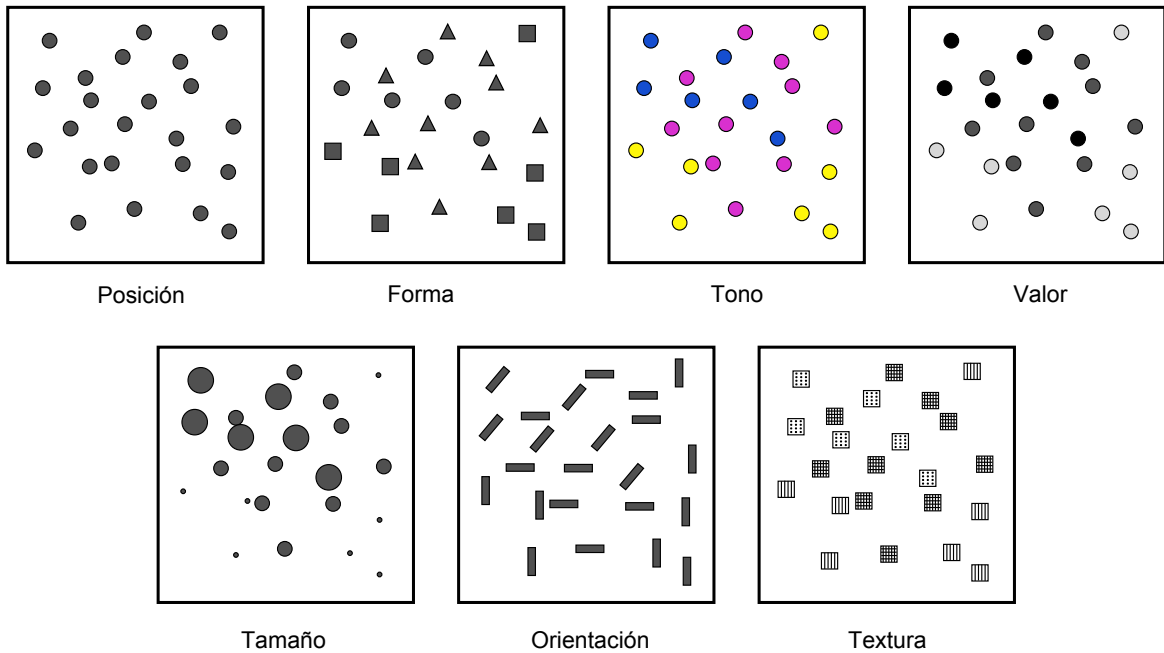 Posición
Forma
Tono
Valor
Tamaño
Orientación
Textura